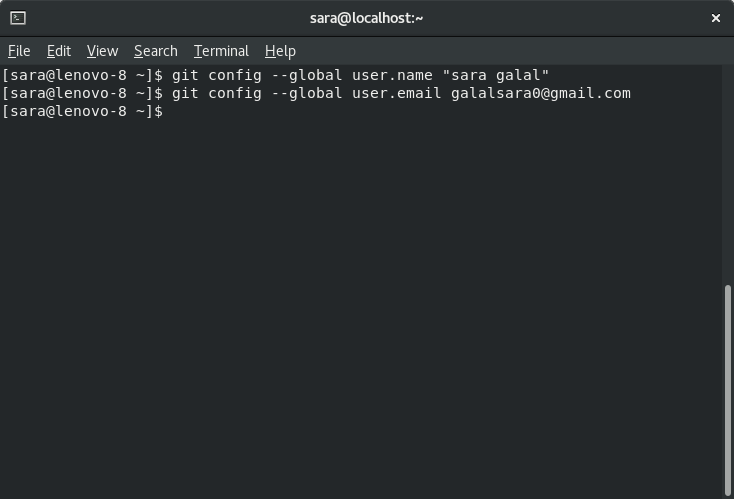 sara@localhost:~
File Edit View Search Terminal Help
[sara@lenovo-8 ~]$ git config --global user.name "sara galal"
[sara@lenovo-8 ~]$ git config --global user.email galalsara0@gmail.com
[sara@lenovo-8 ~]$